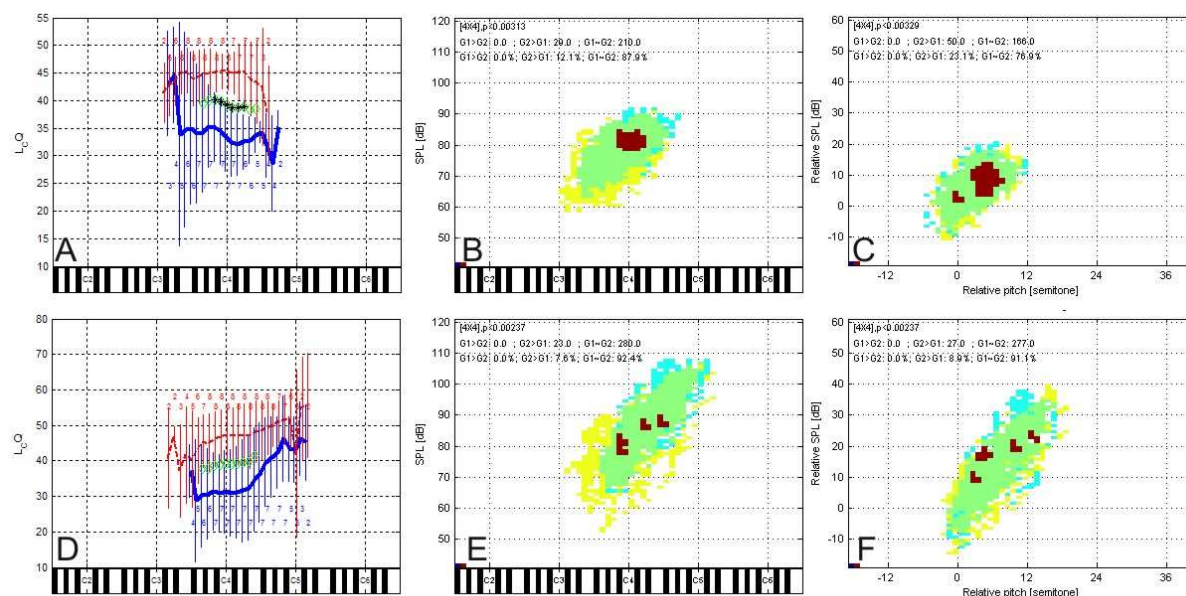 55
50
45
40
35
30
25
20
15
10
L_CQ
A
C2 C3 C4 C5 C6
120
110
100
90
80
70
60
50
SPL [dB]
[4X4],p<0.00313
G1>G2: 0.0 ; G2>G1: 29.0 ; G1~G2: 210.0
G1>G2: 0.0%; G2>G1: 12.1%; G1~G2: 87.9%
B
C2 C3 C4 C5 C6
60
50
40
30
20
10
0
-10
Relative SPL [dB]
[4X4],p<0.00329
G1>G2: 0.0 ; G2>G1: 50.0 ; G1~G2: 166.0
G1>G2: 0.0%; G2>G1: 23.1%; G1~G2: 76.9%
C
-12 0 12 24 36
Relative pitch [semitone]
80
70
60
50
40
30
20
10
L_CQ
D
C2 C3 C4 C5 C6
120
110
100
90
80
70
60
50
SPL [dB]
[4X4],p<0.00237
G1>G2: 0.0 ; G2>G1: 23.0 ; G1~G2: 280.0
G1>G2: 0.0%; G2>G1: 7.6%; G1~G2: 92.4%
E
C2 C3 C4 C5 C6
60
50
40
30
20
10
0
-10
Relative SPL [dB]
[4X4],p<0.00237
G1>G2: 0.0 ; G2>G1: 27.0 ; G1~G2: 277.0
G1>G2: 0.0%; G2>G1: 8.9%; G1~G2: 91.1%
F
-12 0 12 24 36
Relative pitch [semitone]